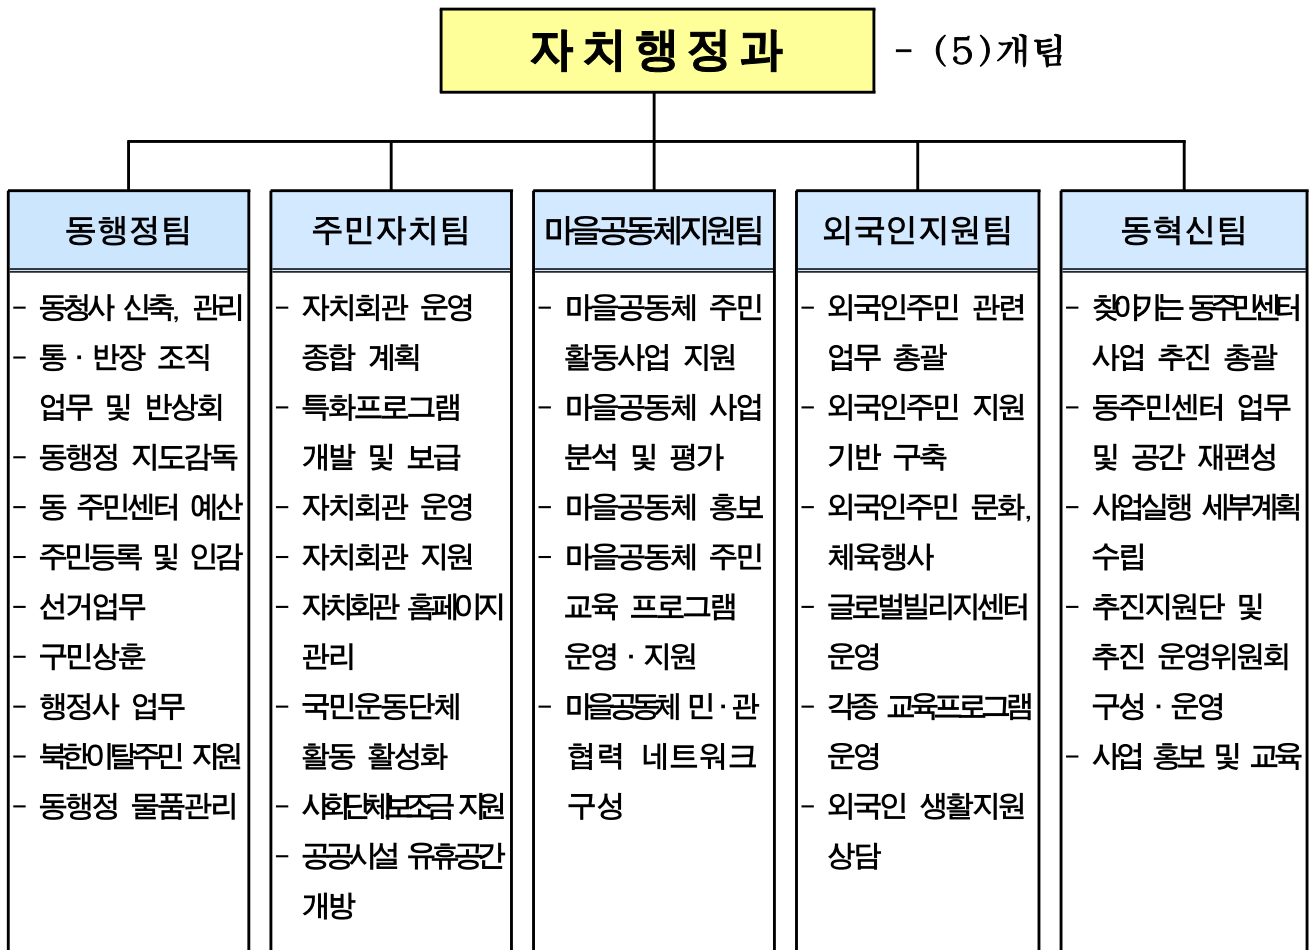 자치행정과
- (5)개팀
동행정팀
- 동청사 신축, 관리
- 통·반장 조직
업무 및 반상회
- 동행정 지도감독
- 동 주민센터 예산
- 주민등록 및 인감
- 선거업무
- 구민상훈
- 행정사 업무
- 북한이탈주민 지원
- 동행정 물품관리
주민자치팀
- 자치회관 운영
종합 계획
- 특화프로그램
개발 및 보급
- 자치회관 운영
- 자치회관 지원
- 자치회관 홈페이지
관리
- 국민운동단체
활동 활성화
- 사회단체보조금 지원
- 공공시설 유휴공간
개방
마을공동체지원팀
- 마을공동체 주민
활동사업 지원
- 마을공동체 사업
분석 및 평가
- 마을공동체 홍보
- 마을공동체 주민
교육 프로그램
운영·지원
- 마을공동체 민·관
협력 네트워크
구성
외국인지원팀
- 외국인주민 관련
업무 총괄
- 외국인주민 지원
기반 구축
- 외국인주민 문화,
체육행사
- 글로벌빌리지센터
운영
- 각종 교육프로그램
운영
- 외국인 생활지원
상담
동혁신팀
- 찾아가는 동주민센터
사업 추진 총괄
- 동주민센터 업무
및 공간 재편성
- 사업실행 세부계획
수립
- 추진지원단 및
추진 운영위원회
구성·운영
- 사업 홍보 및 교육